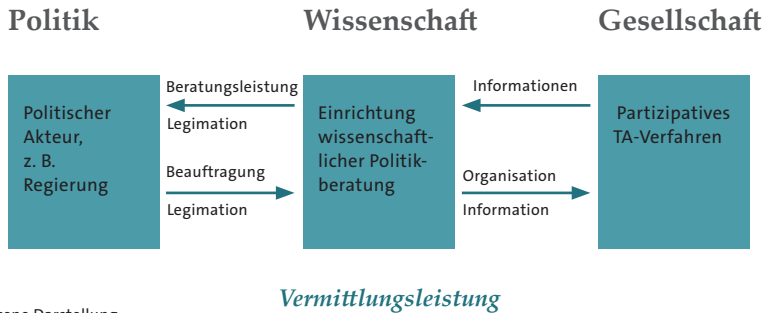 Politik
Wissenschaft
Gesellschaft
Politischer
Akteur,
z. B.
Regierung
Beratungsleistung
Legimation
Beauftragung
Legimation
Einrichtung
wissenschaft-
licher Politik-
beratung
Informationen
Organisation
Information
Partizipatives
TA-Verfahren
Vermittlungsleistung
Darstellung